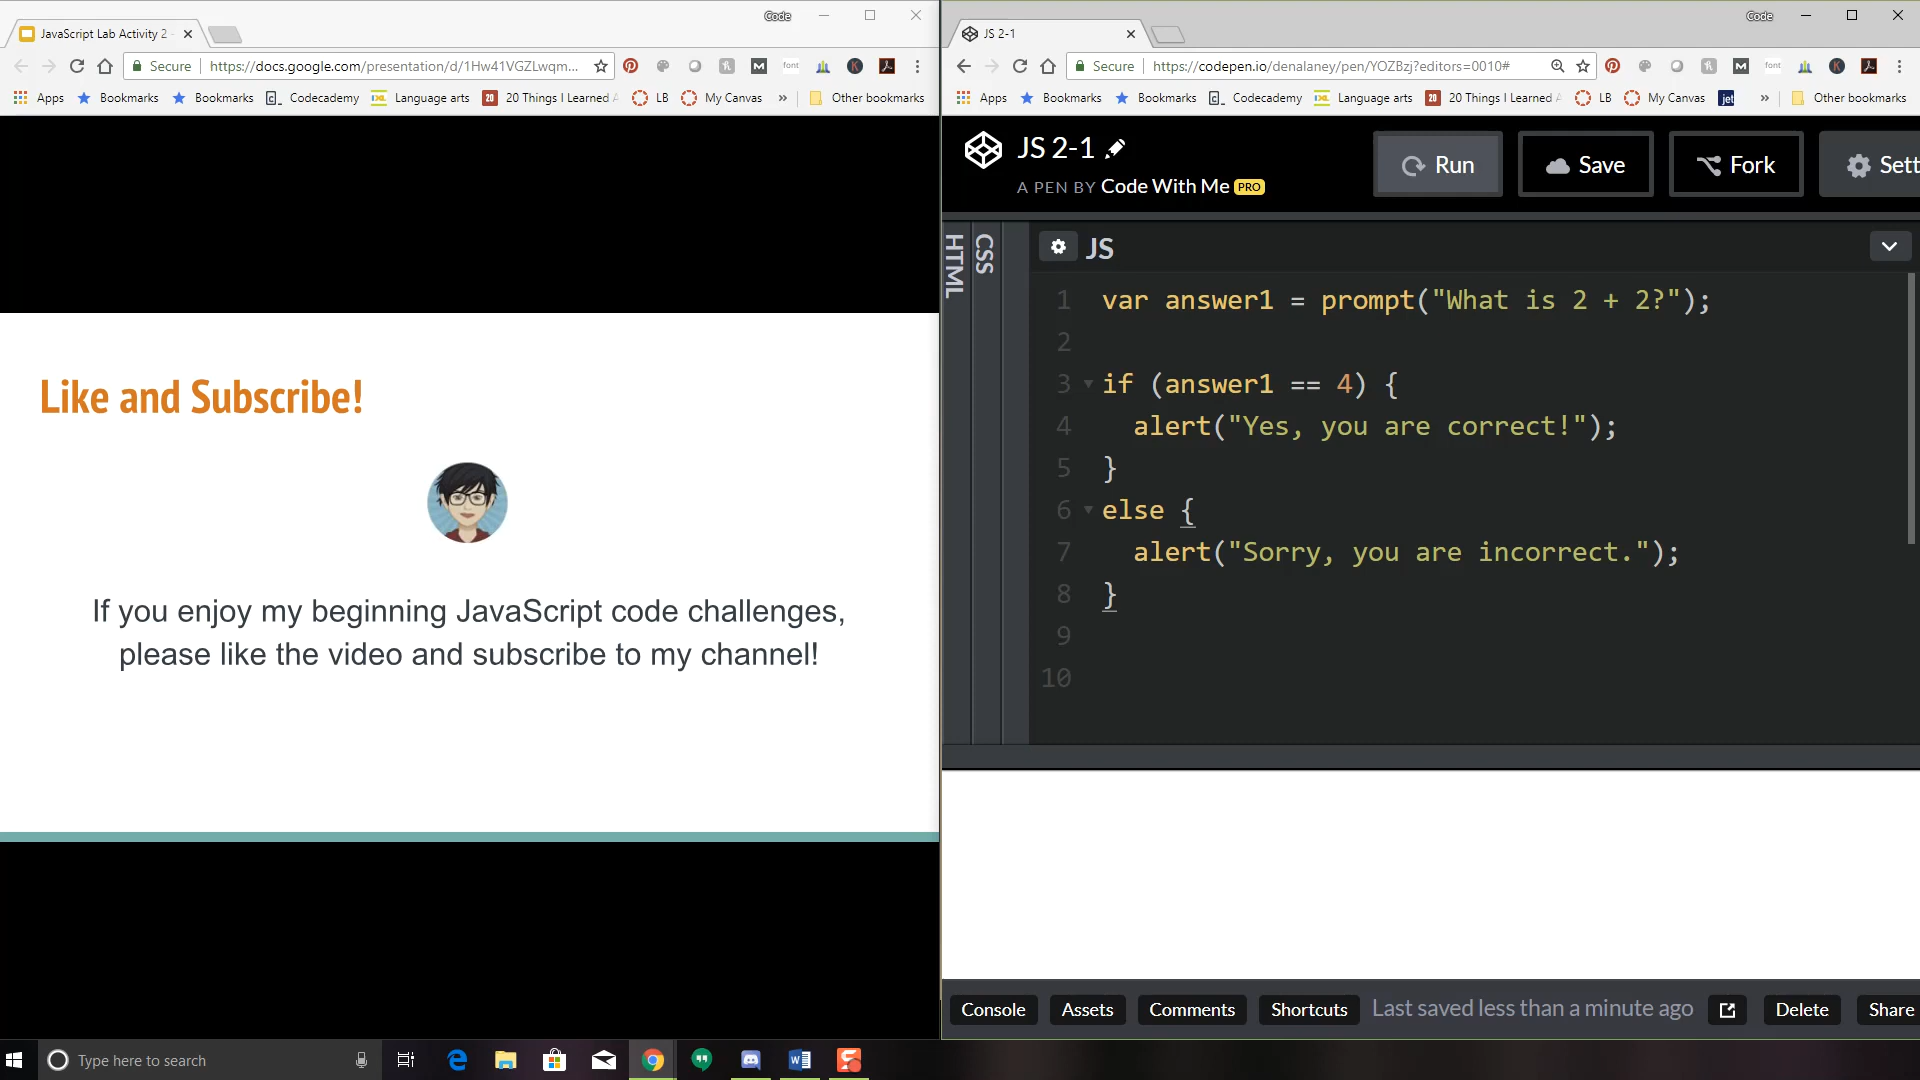 Code
JavaScript Lab Activity 2 -
Secure
https://docs.google.com/presentation/d/1Hw41VGZLwqm...
M
font
K
Apps
Bookmarks
Bookmarks
Codecademy
Language arts
20 Things I Learned
LB
My Canvas
»
Other bookmarks
Like and Subscribe!
If you enjoy my beginning JavaScript code challenges,
please like the video and subscribe to my channel!
Code
JS 2-1
Secure
https://codepen.io/denalaney/pen/YOZBzj?editors=0010#
M
font
K
Apps
Bookmarks
Bookmarks
Codecademy
Language arts
20 Things I Learned
LB
My Canvas
jet
»
Other bookmarks
JS 2-1
A PEN BY Code With Me PRO
Run
Save
Fork
Sett
HTML
CSS
JS
1 var answer1 = prompt("What is 2 + 2?");
2
3 if (answer1 == 4) {
4 alert("Yes, you are correct!");
5 }
6 else {
7 alert("Sorry, you are incorrect.");
8 }
9
10
Console
Assets
Comments
Shortcuts
Last saved less than a minute ago
Delete
Share
Type here to search